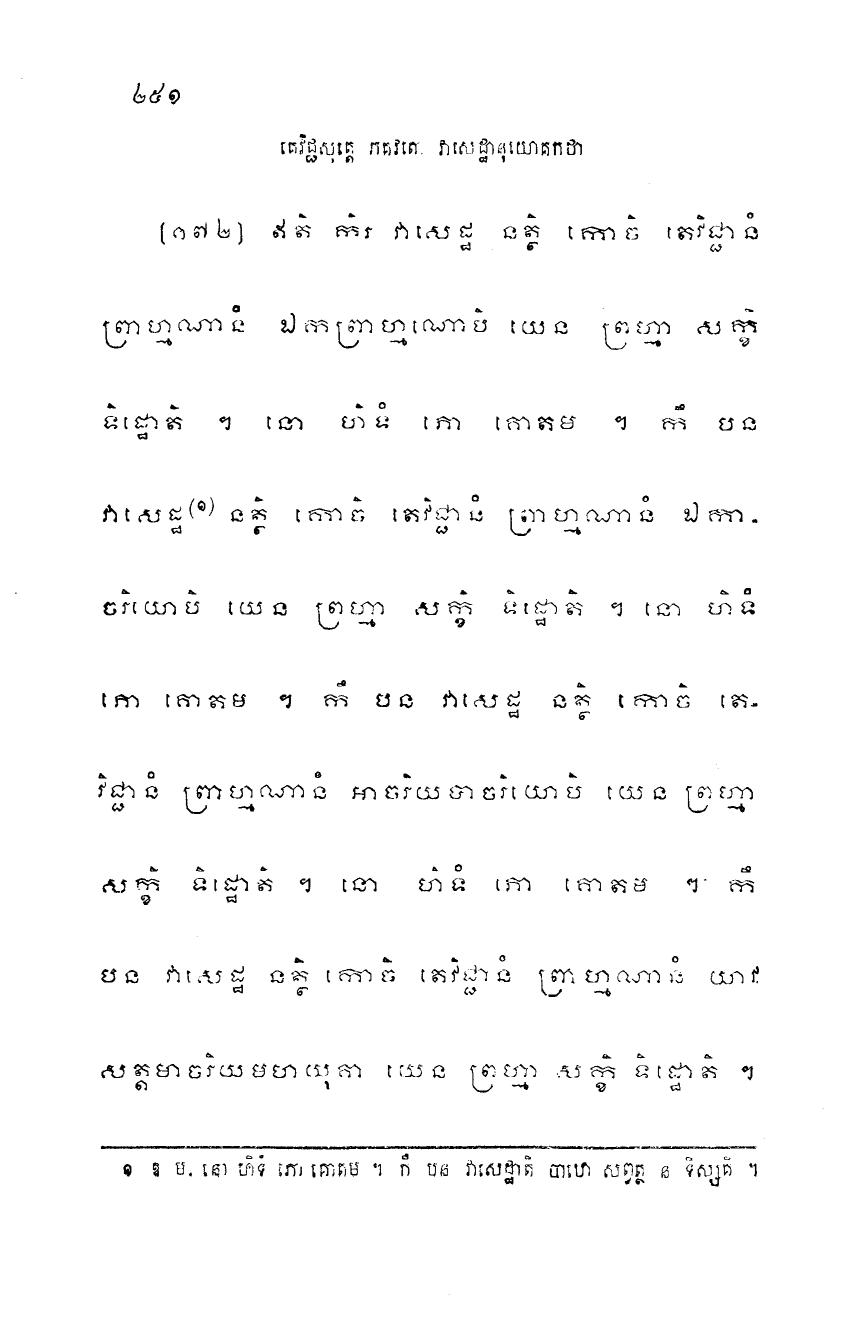 ២៥១
តេវិជ្ជសុត្តេ ភគវតោ វាសេដ្ឋានុយោគកថា
[១៧២] ឥតិ កិរ វាសេដ្ឋ នត្ថិ កោចិ តេវិជ្ជានំ
ព្រាហ្មណានំ ឯកព្រាហ្មណោបិ យេន ព្រហ្មា សក្ខិ
ទិដ្ឋោតិ ។ នោ ហិទំ ភោ គោតម ។ កឹ បន
វាសេដ្ឋ(១) នត្ថិ កោចិ តេវិជ្ជានំ ព្រាហ្មណានំ ឯកា-
ចរិយោបិ យេន ព្រហ្មា សក្ខិ ទិដ្ឋោតិ ។ នោ ហិទំ
ភោ គោតម ។ កឹ បន វាសេដ្ឋ នត្ថិ កោចិ តេ-
វិជ្ជានំ ព្រាហ្មណានំ អាចរិយបាចរិយោបិ យេន ព្រហ្មា
សក្ខិ ទិដ្ឋោតិ ។ នោ ហិទំ ភោ គោតម ។ កឹ
បន វាសេដ្ឋ នត្ថិ កោចិ តេវិជ្ជានំ ព្រាហ្មណានំ យាវ
សត្តមាចរិយមហយុគា យេន ព្រហ្មា សក្ខិ ទិដ្ឋោតិ ។
១ ឱ ម. នោ ហិទំ ភោ គោតម ។ កឹ បន វាសេដ្ឋាតិ បាឋោ សព្វត្ថ ន ទិស្សតិ ។